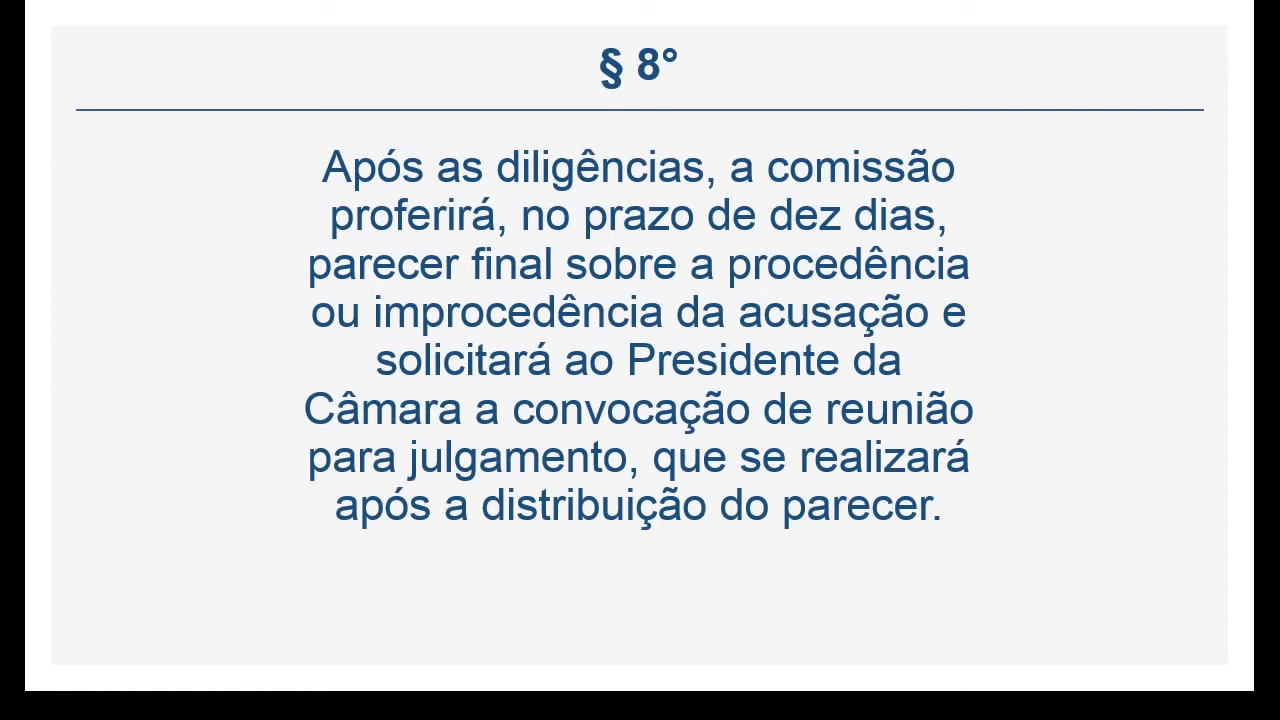 § 8°
Após as diligências, a comissão
proferirá, no prazo de dez dias,
parecer final sobre a procedência
ou improcedência da acusação e
solicitará ao Presidente da
Câmara a convocação de reunião
para julgamento, que se realizará
após a distribuição do parecer.